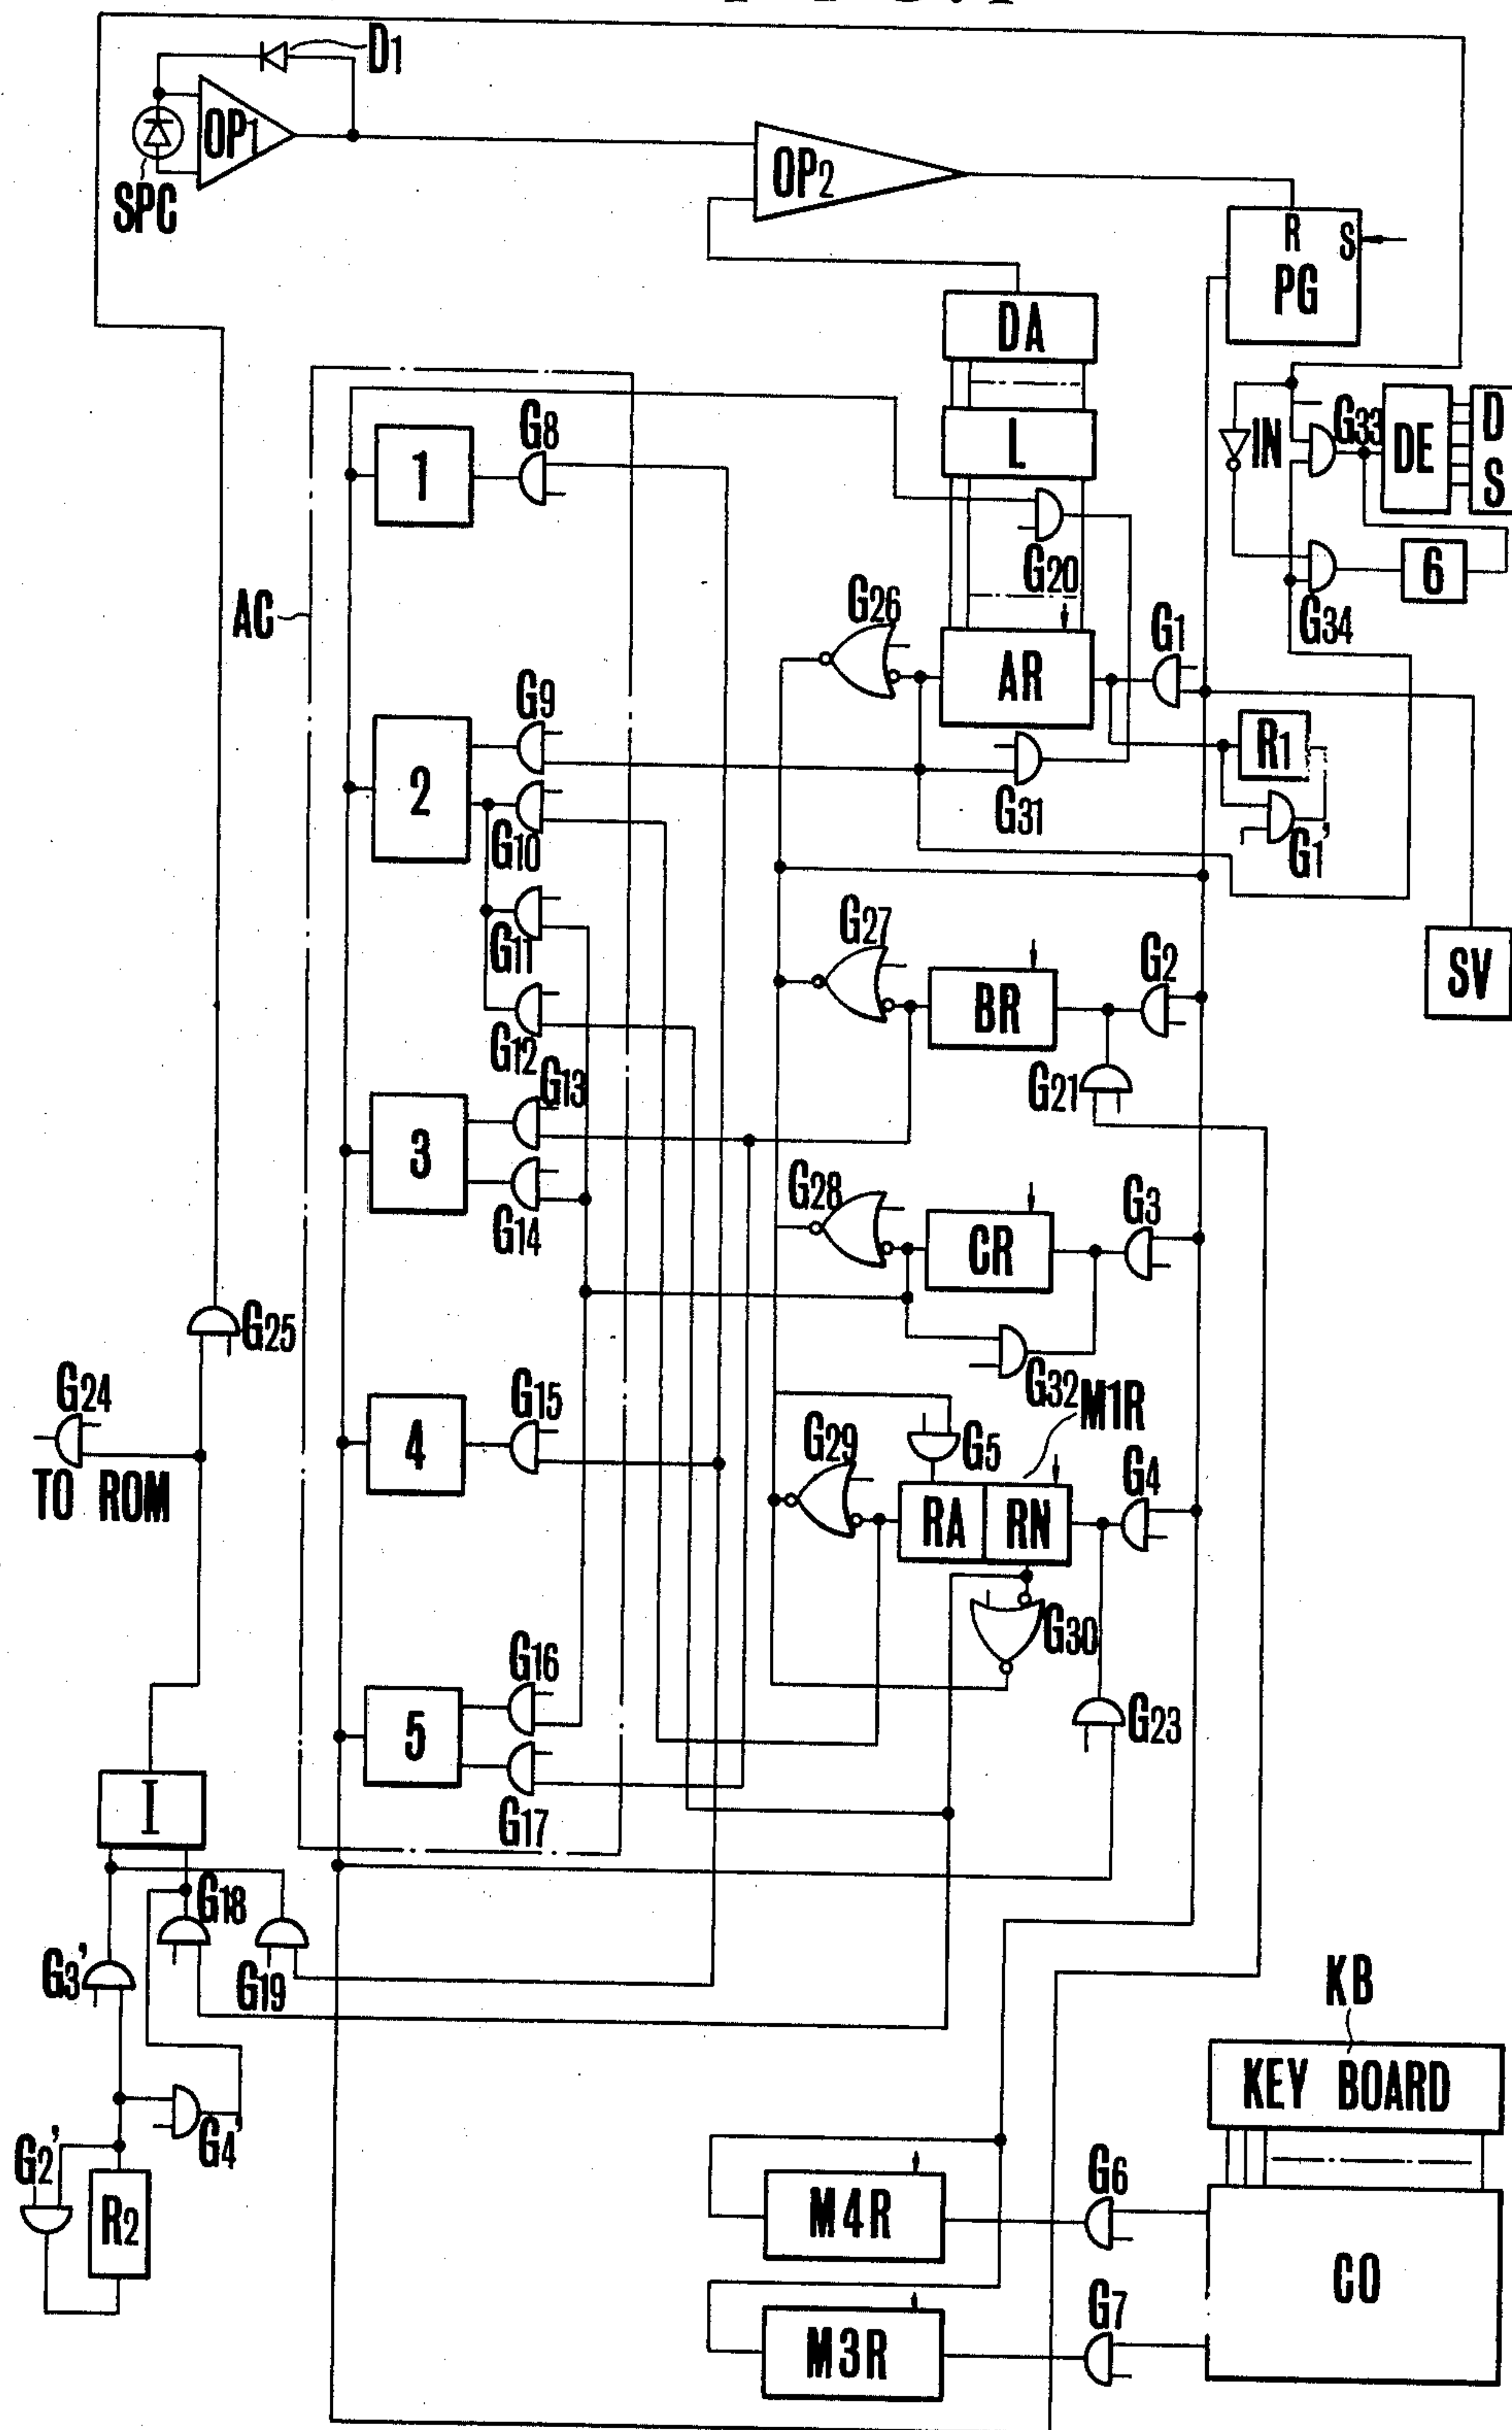 D1
OP1
SPC
OP2
R S
PG
DA
L
G8
1
IN
G33
DE
D
S
G20
6
G34
AC
G26
G1
AR
G9
2
G10
R1
G31
G1'
G11
G27
G2
BR
SV
G12
G21
G13
3
G14
G28
G3
CR
G25
G24
TO ROM
G32
M1R
G15
4
G29
G5
G4
RA RN
G30
G16
5
G23
G17
I
G18
G3'
G19
KB
KEY BOARD
G4'
G2'
R2
G6
M4R
CO
G7
M3R